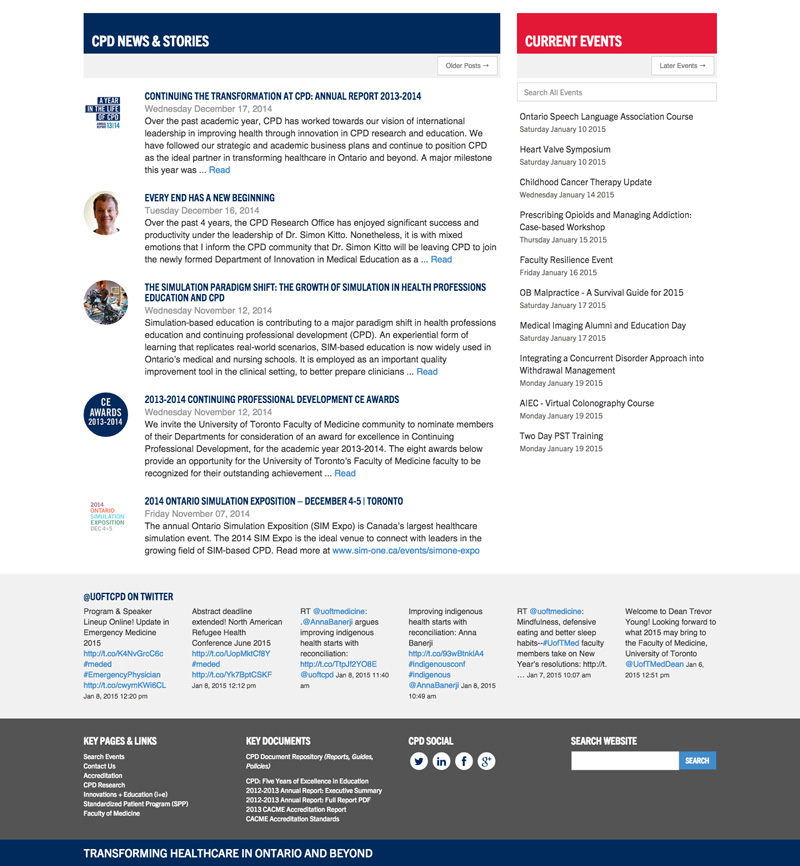 CPD NEWS & STORIES
Older Posts →
A YEAR
IN THE LIFE
OF CPD
ANNUAL
REPORT 13/14
CONTINUING THE TRANSFORMATION AT CPD: ANNUAL REPORT 2013-2014
Wednesday December 17, 2014
Over the past academic year, CPD has worked towards our vision of international
leadership in improving health through innovation in CPD research and education. We
have followed our strategic and academic business plans and continue to position CPD
as the ideal partner in transforming healthcare in Ontario and beyond. A major milestone
this year was ... Read
EVERY END HAS A NEW BEGINNING
Tuesday December 16, 2014
Over the past 4 years, the CPD Research Office has enjoyed significant success and
productivity under the leadership of Dr. Simon Kitto. Nonetheless, it is with mixed
emotions that I inform the CPD community that Dr. Simon Kitto will be leaving CPD to join
the newly formed Department of Innovation in Medical Education as a ... Read
THE SIMULATION PARADIGM SHIFT: THE GROWTH OF SIMULATION IN HEALTH PROFESSIONS
EDUCATION AND CPD
Wednesday November 12, 2014
Simulation-based education is contributing to a major paradigm shift in health professions
education and continuing professional development (CPD). An experiential form of
learning that replicates real-world scenarios, SIM-based education is now widely used in
Ontario's medical and nursing schools. It is employed as an important quality
improvement tool in the clinical setting, to better prepare clinicians ... Read
CE
AWARDS
2013-2014
2013-2014 CONTINUING PROFESSIONAL DEVELOPMENT CE AWARDS
Wednesday November 12, 2014
We invite the University of Toronto Faculty of Medicine community to nominate members
of their Departments for consideration of an award for excellence in Continuing
Professional Development, for the academic year 2013-2014. The eight awards below
provide an opportunity for the University of Toronto's Faculty of Medicine faculty to be
recognized for their outstanding achievement ... Read
2014
ONTARIO
SIMULATION
EXPOSITION
DEC 4+5
2014 ONTARIO SIMULATION EXPOSITION – DECEMBER 4-5 | TORONTO
Friday November 07, 2014
The annual Ontario Simulation Exposition (SIM Expo) is Canada's largest healthcare
simulation event. The 2014 SIM Expo is the ideal venue to connect with leaders in the
growing field of SIM-based CPD. Read more at www.sim-one.ca/events/simone-expo
CURRENT EVENTS
Later Events →
Search All Events
Ontario Speech Language Association Course
Saturday January 10 2015
Heart Valve Symposium
Saturday January 10 2015
Childhood Cancer Therapy Update
Wednesday January 14 2015
Prescribing Opioids and Managing Addiction:
Case-based Workshop
Thursday January 15 2015
Faculty Resilience Event
Friday January 16 2015
OB Malpractice - A Survival Guide for 2015
Saturday January 17 2015
Medical Imaging Alumni and Education Day
Saturday January 17 2015
Integrating a Concurrent Disorder Approach into
Withdrawal Management
Monday January 19 2015
AIEC - Virtual Colonography Course
Monday January 19 2015
Two Day PST Training
Monday January 19 2015
@UOFTCPD ON TWITTER
Program & Speaker
Lineup Online! Update in
Emergency Medicine
2015
http://t.co/K4NvGrcC6c
#meded
#EmergencyPhysician
http://t.co/cwymKWi6CL
Jan 8, 2015 12:20 pm
Abstract deadline
extended! North American
Refugee Health
Conference June 2015
http://t.co/UopMktCf8Y
#meded
http://t.co/Yk7BptCSKF
Jan 8, 2015 12:12 pm
RT @uoftmedicine:
.@AnnaBanerji argues
improving indigenous
health starts with
reconciliation:
http://t.co/TtpJf2YO8E
@uoftcpd Jan 8, 2015 11:40
am
Improving indigenous
health starts with
reconciliation: Anna
Banerji
http://t.co/93wBtnklA4
#indigenousconf
#indigenous
@AnnaBanerji Jan 8, 2015
10:49 am
RT @uoftmedicine:
Mindfulness, defensive
eating and better sleep
habits--#UofTMed faculty
members take on New
Year's resolutions: http://t.
… Jan 7, 2015 10:07 am
Welcome to Dean Trevor
Young! Looking forward to
what 2015 may bring to
the Faculty of Medicine,
University of Toronto
@UofTMedDean Jan 6,
2015 12:51 pm
KEY PAGES & LINKS
Search Events
Contact Us
Accreditation
CPD Research
Innovations + Education (i+e)
Standardized Patient Program (SPP)
Faculty of Medicine
KEY DOCUMENTS
CPD Document Repository (Reports, Guides,
Policies)
CPD: Five Years of Excellence in Education
2012-2013 Annual Report: Executive Summary
2012-2013 Annual Report: Full Report PDF
2013 CACME Accreditation Report
CACME Accreditation Standards
CPD SOCIAL
SEARCH WEBSITE
SEARCH
TRANSFORMING HEALTHCARE IN ONTARIO AND BEYOND